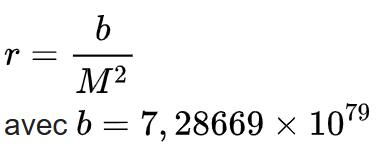 r = b / M²
avec b = 7, 28669 × 10⁷⁹